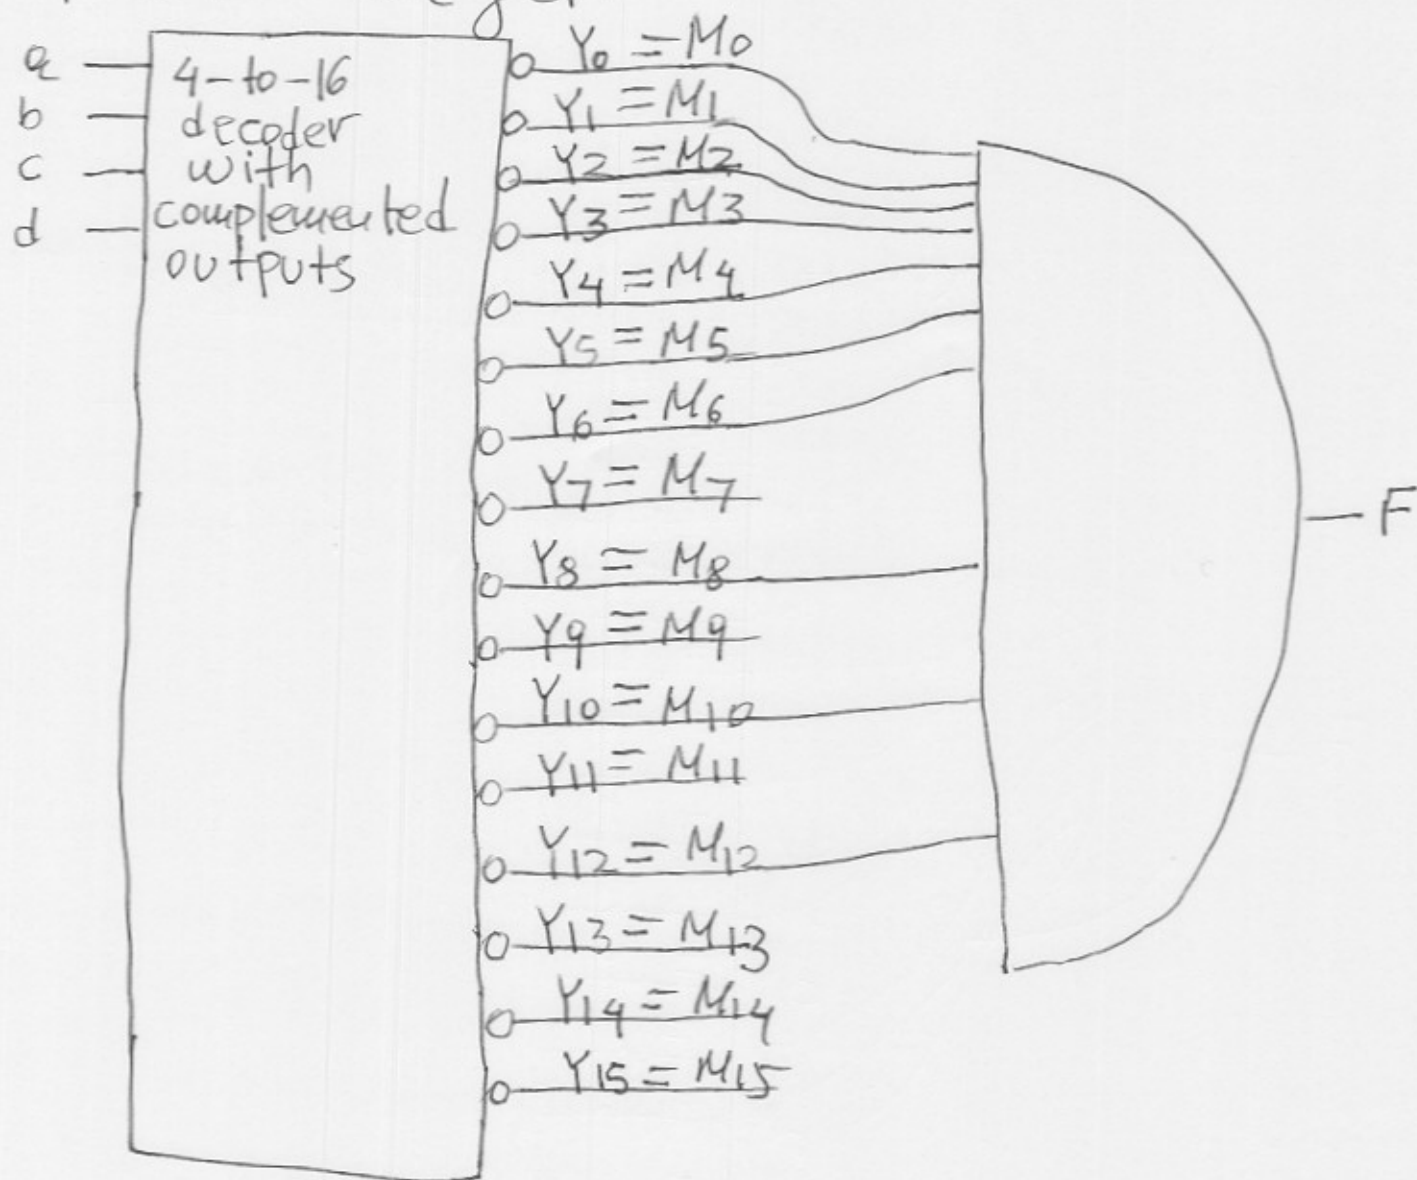 a
b
c
d
4-to-16
decoder
with
complemented
outputs
Y0 = M0
Y1 = M1
Y2 = M2
Y3 = M3
Y4 = M4
Y5 = M5
Y6 = M6
Y7 = M7
Y8 = M8
Y9 = M9
Y10 = M10
Y11 = M11
Y12 = M12
Y13 = M13
Y14 = M14
Y15 = M15
F